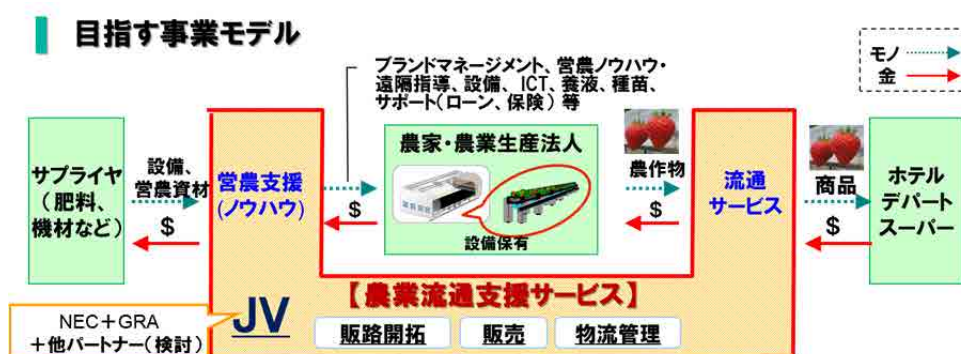 目指す事業モデル
モノ
金
ブランドマネージメント、営農ノウハウ・
遠隔指導、設備、ICT、養液、種苗、
サポート(ローン、保険)等
サプライヤ
(肥料、
機材など)
設備、
営農資材
$
営農支援
(ノウハウ)
$
農家・農業生産法人
設備保有
農作物
$
流通
サービス
商品
$
ホテル
デパート
スーパー
【農業流通支援サービス】
JV
NEC+GRA
+他パートナー(検討)
販路開拓
販売
物流管理